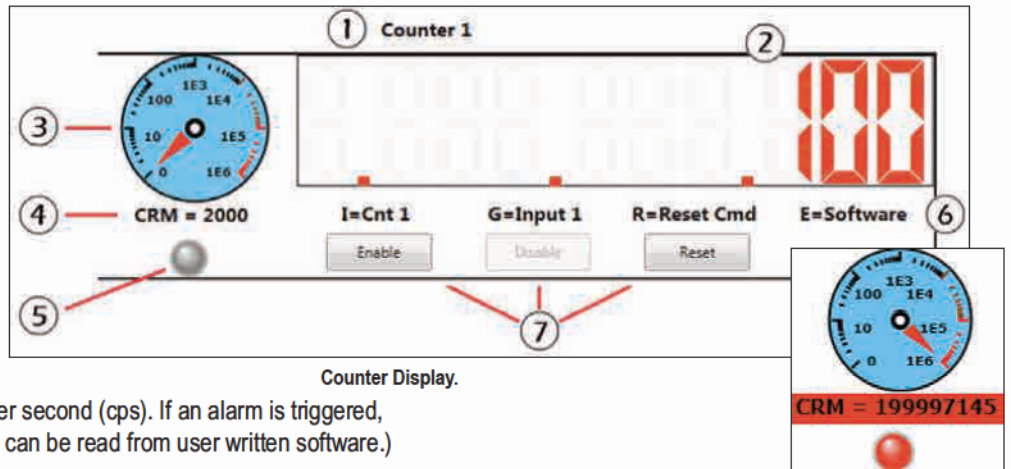 ① Counter 1
②
100
③
1E3
100 1E4
10 1E5
0 1E6
④ CRM = 2000
I=Cnt 1 G=Input 1 R=Reset Cmd E=Software ⑥
Enable Disable Reset
⑤
⑦
1E3
100 1E4
10 1E5
0 1E6
CRM = 199997145
Counter Display.
er second (cps). If an alarm is triggered,
can be read from user written software.)